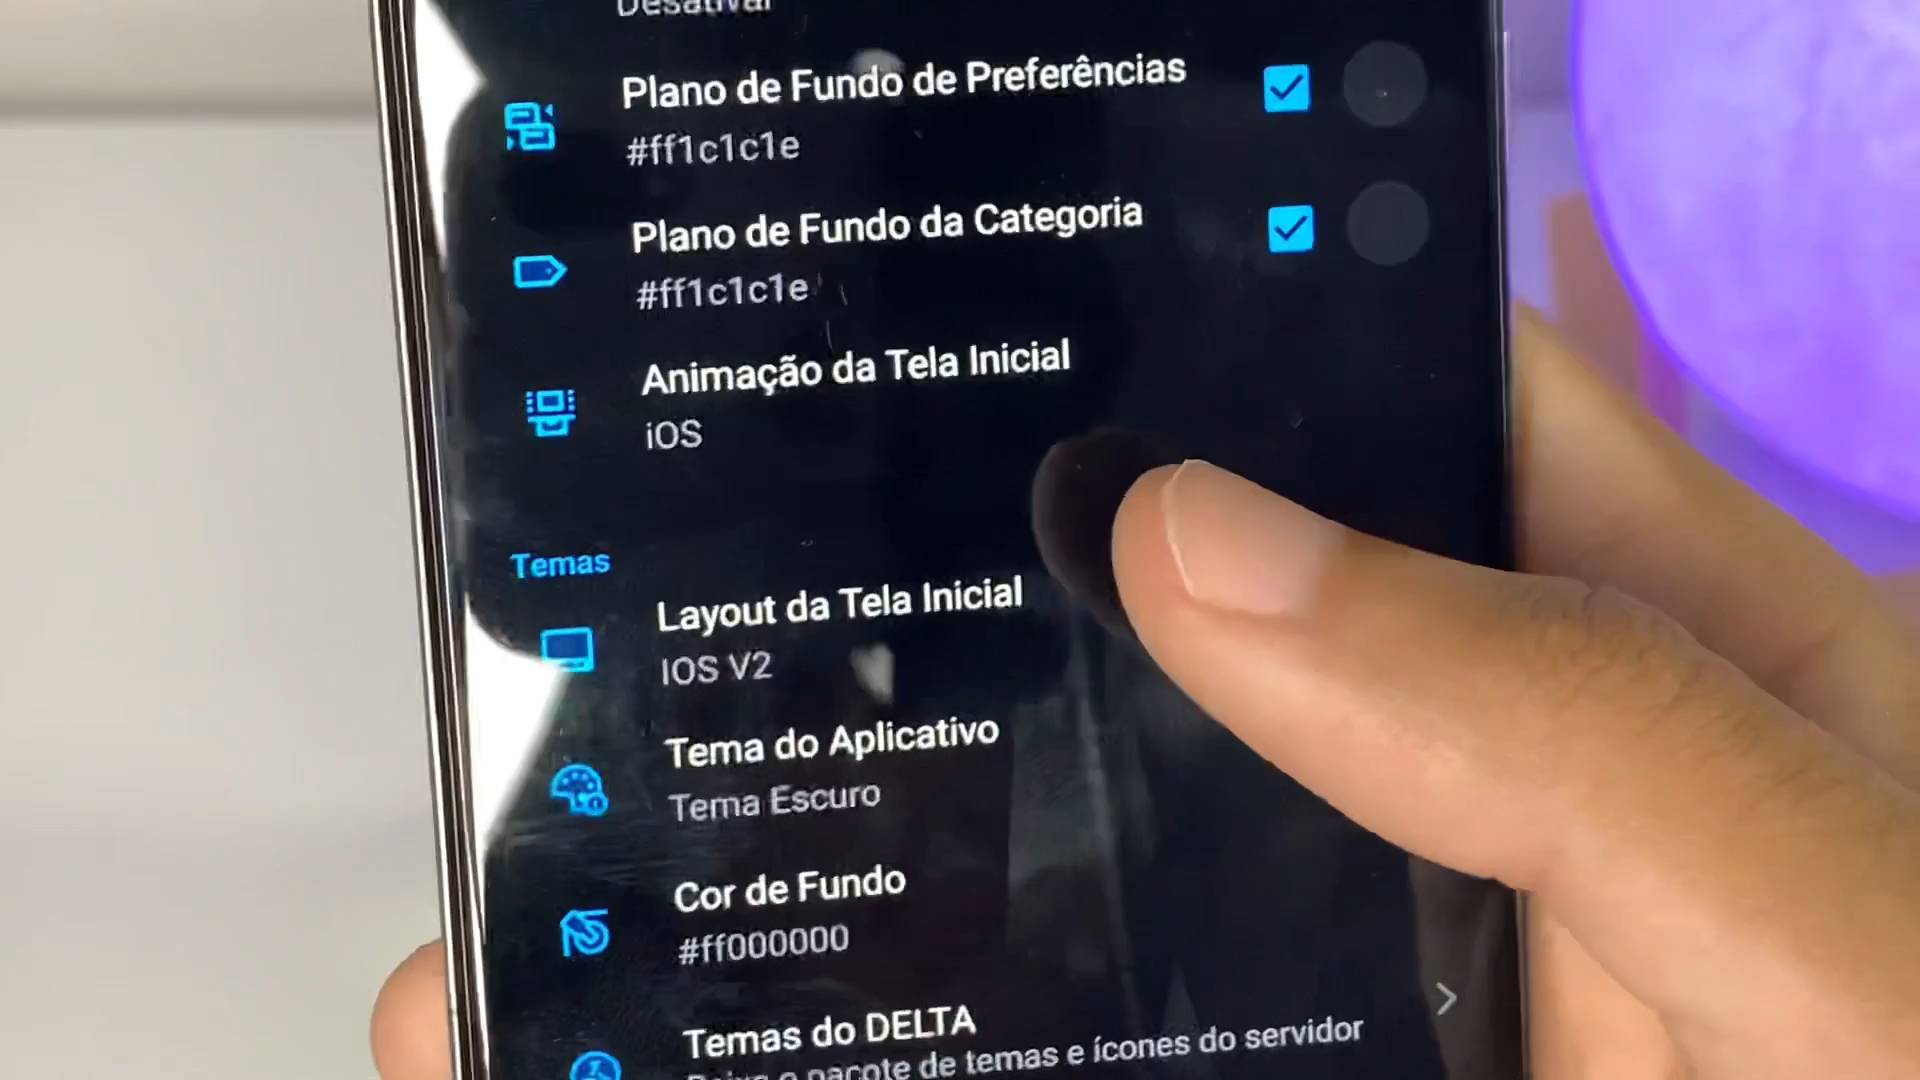 Desativar
Plano de Fundo de Preferências
#ff1c1c1e
Plano de Fundo da Categoria
#ff1c1c1e
Animação da Tela Inicial
iOS
Temas
Layout da Tela Inicial
IOS V2
Tema do Aplicativo
Tema Escuro
Cor de Fundo
#ff000000
Temas do DELTA
pacote de temas e ícones do servidor